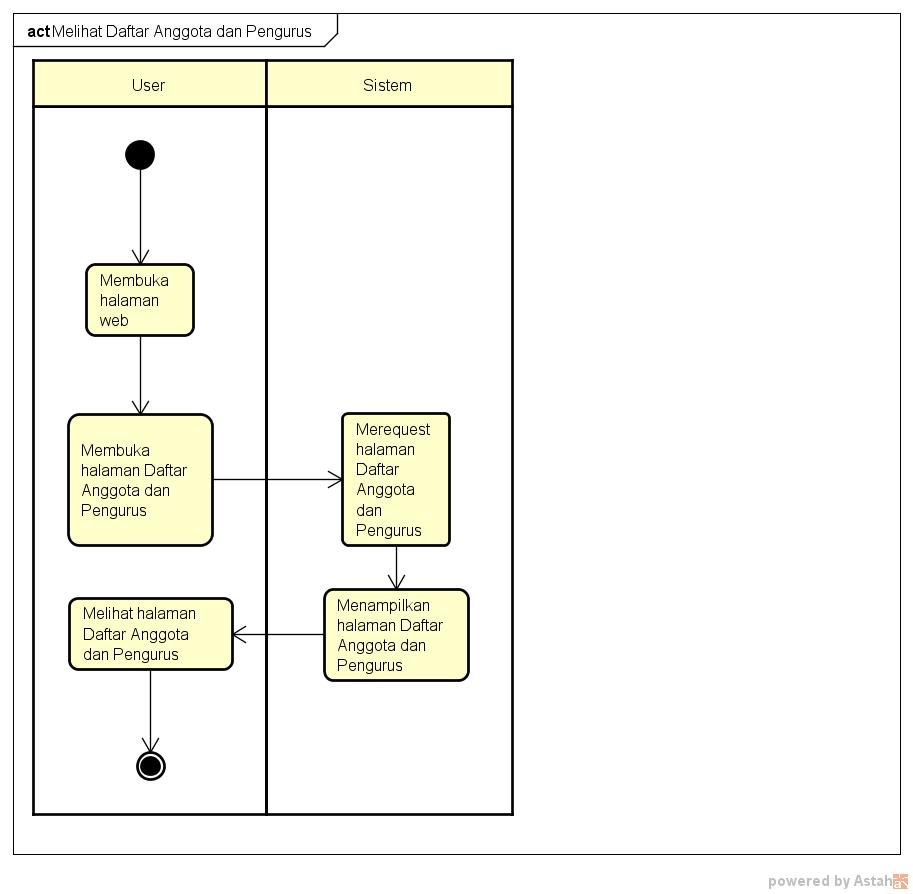 act Melihat Daftar Anggota dan Pengurus
User
Sistem
Membuka
halaman
web
Membuka
halaman Daftar
Anggota dan
Pengurus
Merequest
halaman
Daftar
Anggota
dan
Pengurus
Melihat halaman
Daftar Anggota
dan Pengurus
Menampilkan
halaman Daftar
Anggota dan
Pengurus
powered by Astah